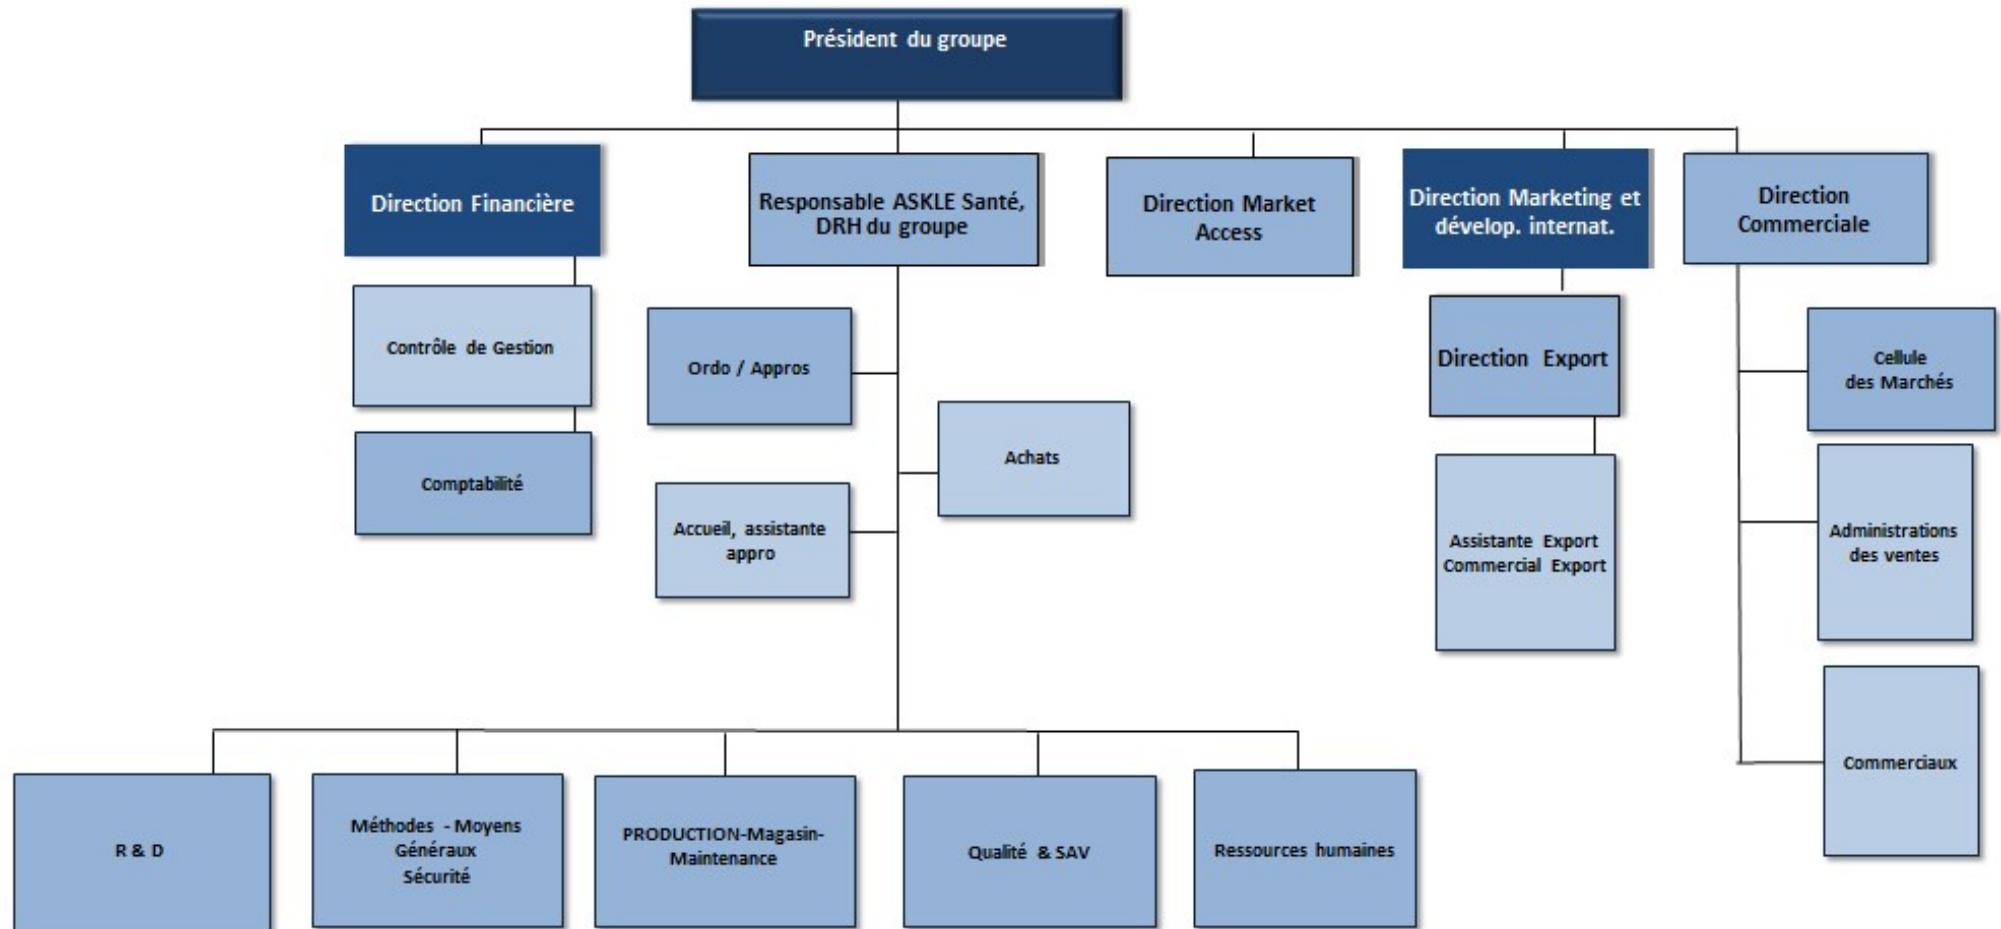 Président du groupe
Direction Financière
Responsable ASKLE Santé,
DRH du groupe
Direction Market
Access
Direction Marketing et
dévelop. internat.
Direction
Commerciale
Contrôle de Gestion
Comptabilité
Ordo / Appros
Achats
Accueil, assistante
appro
Direction Export
Assistante Export
Commercial Export
Cellule
des Marchés
Administrations
des ventes
Commerciaux
R & D
Méthodes - Moyens
Généraux
Sécurité
PRODUCTION-Magasin-
Maintenance
Qualité & SAV
Ressources humaines